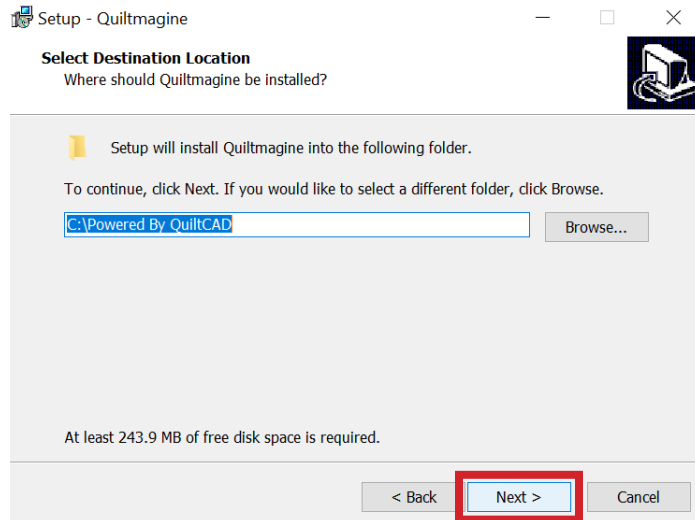 Setup - Quiltmagine
Select Destination Location
Where should Quiltmagine be installed?
Setup will install Quiltmagine into the following folder.
To continue, click Next. If you would like to select a different folder, click Browse.
C:\Powered By QuiltCAD
Browse...
At least 243.9 MB of free disk space is required.
< Back Next > Cancel